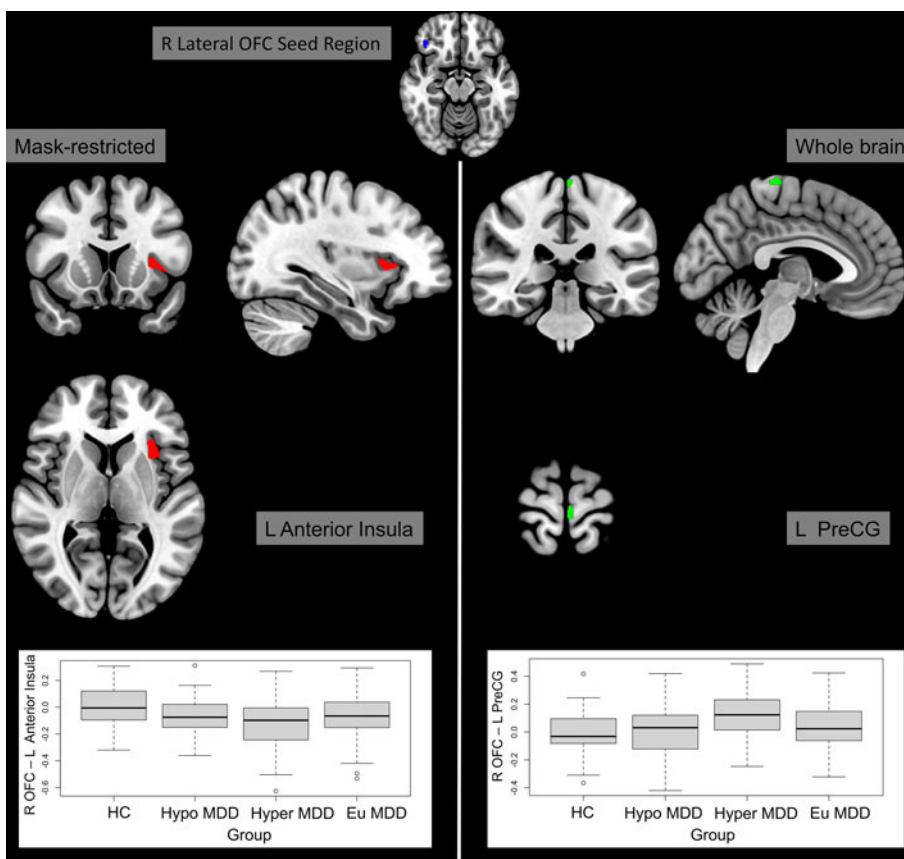 R Lateral OFC Seed Region
Mask-restricted
Whole brain
L Anterior Insula
L PreCG
R OFC – L Anterior Insula
0.2
0.0
-0.2
-0.4
-0.6
HC
Hypo MDD
Hyper MDD
Eu MDD
Group
R OFC – L PreCG
0.4
0.2
0.0
-0.2
-0.4
HC
Hypo MDD
Hyper MDD
Eu MDD
Group